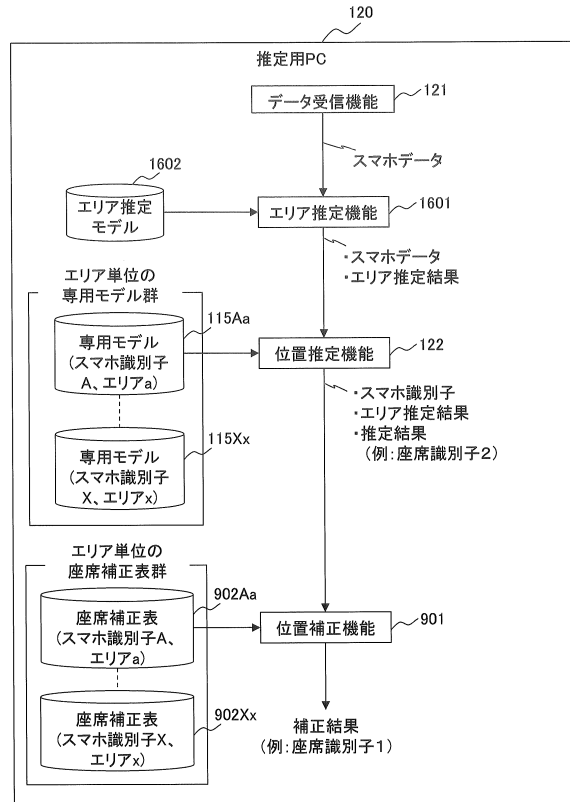 120
推定用PC
データ受信機能
121
スマホデータ
1602
エリア推定
モデル
エリア推定機能
1601
・スマホデータ
・エリア推定結果
エリア単位の
専用モデル群
115Aa
専用モデル
(スマホ識別子
A、エリアa)
位置推定機能
122
・スマホ識別子
・エリア推定結果
・推定結果
(例:座席識別子2)
115Xx
専用モデル
(スマホ識別子
X、エリアx)
エリア単位の
座席補正表群
902Aa
座席補正表
(スマホ識別子A、
エリアa)
位置補正機能
901
902Xx
座席補正表
(スマホ識別子X、
エリアx)
補正結果
(例:座席識別子1)